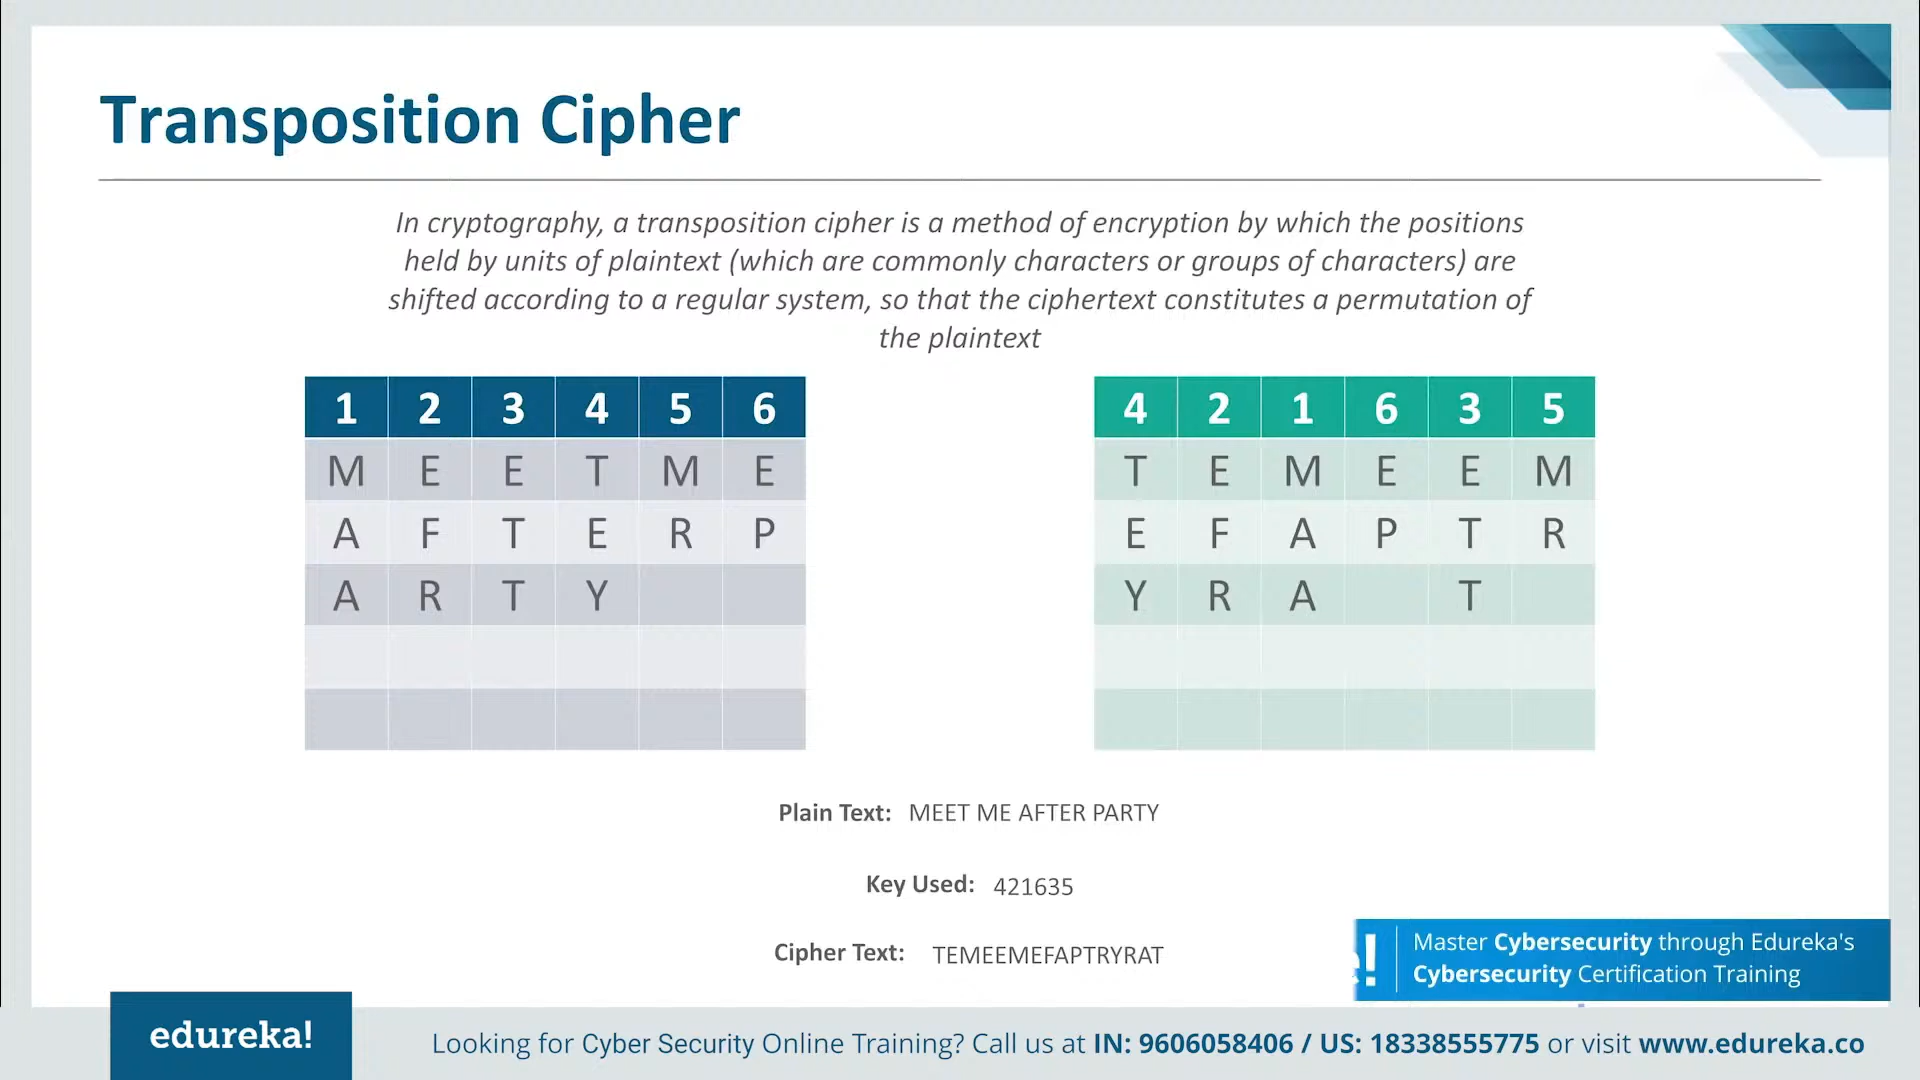 Transposition Cipher
In cryptography, a transposition cipher is a method of encryption by which the positions
held by units of plaintext (which are commonly characters or groups of characters) are
shifted according to a regular system, so that the ciphertext constitutes a permutation of
the plaintext
1 2 3 4 5 6
M E E T M E
A F T E R P
A R T Y
4 2 1 6 3 5
T E M E E M
E F A P T R
Y R A T
Plain Text: MEET ME AFTER PARTY
Key Used: 421635
Cipher Text: TEMEEMEFAPTRYRAT
!
Master Cybersecurity through Edureka's
Cybersecurity Certification Training
edureka!
Looking for Cyber Security Online Training? Call us at IN: 9606058406 / US: 18338555775 or visit www.edureka.co